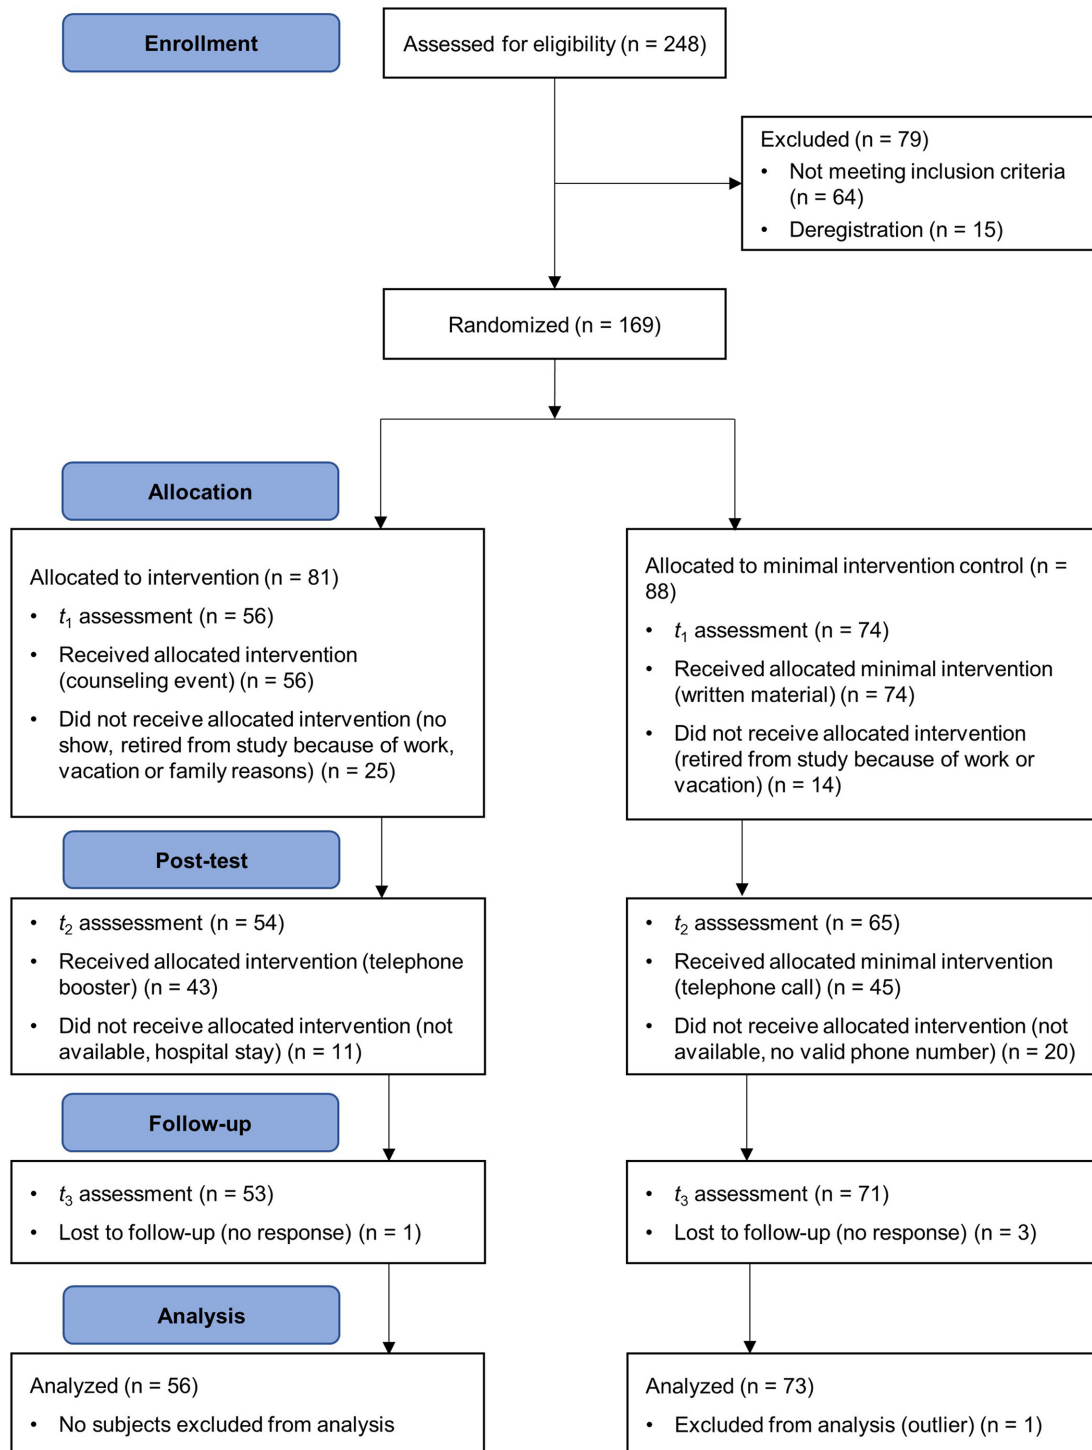 Enrollment
Assessed for eligibility (n = 248)
Excluded (n = 79)
• Not meeting inclusion criteria
(n = 64)
• Deregistration (n = 15)
Randomized (n = 169)
Allocation
Allocated to intervention (n = 81)
• t1 assessment (n = 56)
• Received allocated intervention
(counseling event) (n = 56)
• Did not receive allocated intervention (no
show, retired from study because of work,
vacation or family reasons) (n = 25)
Allocated to minimal intervention control (n =
88)
• t1 assessment (n = 74)
• Received allocated minimal intervention
(written material) (n = 74)
• Did not receive allocated intervention
(retired from study because of work or
vacation) (n = 14)
Post-test
• t2 asssessment (n = 54)
• Received allocated intervention (telephone
booster) (n = 43)
• Did not receive allocated intervention (not
available, hospital stay) (n = 11)
• t2 asssessment (n = 65)
• Received allocated minimal intervention
(telephone call) (n = 45)
• Did not receive allocated intervention (not
available, no valid phone number) (n = 20)
Follow-up
• t3 assessment (n = 53)
• Lost to follow-up (no response) (n = 1)
• t3 assessment (n = 71)
• Lost to follow-up (no response) (n = 3)
Analysis
Analyzed (n = 56)
• No subjects excluded from analysis
Analyzed (n = 73)
• Excluded from analysis (outlier) (n = 1)